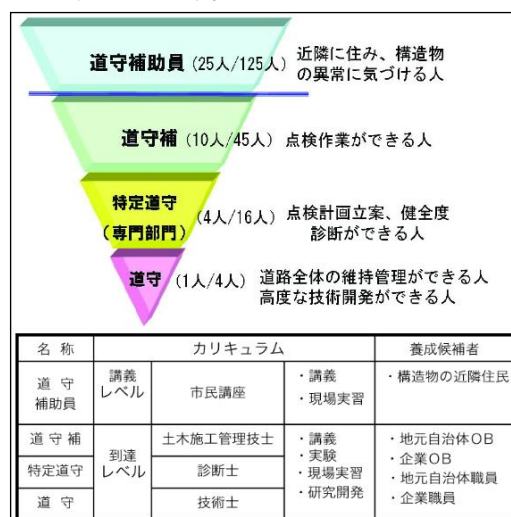 道守補助員 (25人/125人)
近隣に住み、構造物
の異常に気づける人
道守補 (10人/45人) 点検作業ができる人
特定道守
(専門部門)
(4人/16人)
点検計画立案、健全度
診断ができる人
道守 (1人/4人)
道路全体の維持管理ができる人
高度な技術開発ができる人
名 称 カリキュラム 養成候補者
道 守
補助員
講義
レベル
市民講座
・講義
・現場実習
・構造物の近隣住民
道 守 補
特定道守
道 守
到達
レベル
土木施工管理技士
診断士
技術士
・講義
・実験
・現場実習
・研究開発
・地元自治体OB
・企業OB
・地元自治体職員
・企業職員